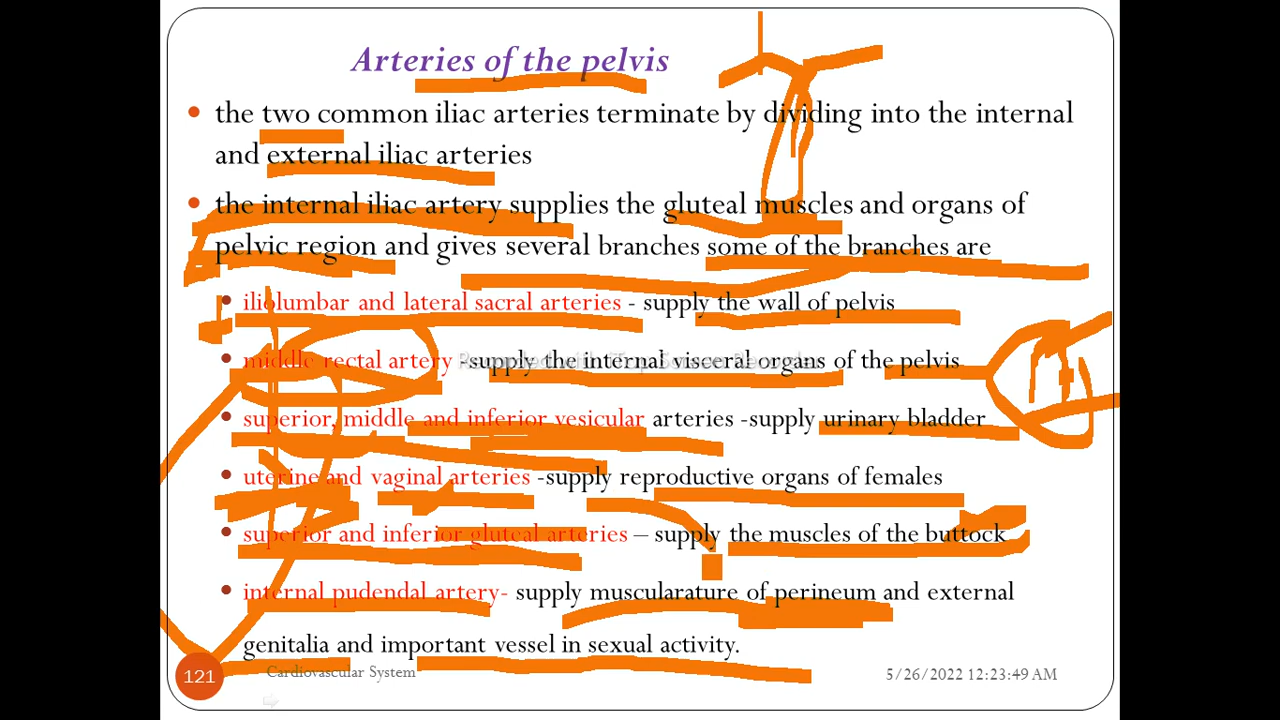 Arteries of the pelvis
• the two common iliac arteries terminate by dividing into the internal
and external iliac arteries
• the internal iliac artery supplies the gluteal muscles and organs of
pelvic region and gives several branches some of the branches are
• iliolumbar and lateral sacral arteries - supply the wall of pelvis
• middle rectal artery -supply the internal visceral organs of the pelvis
• superior, middle and inferior vesicular arteries -supply urinary bladder
• uterine and vaginal arteries -supply reproductive organs of females
• superior and inferior gluteal arteries – supply the muscles of the buttock
• internal pudendal artery- supply muscularature of perineum and external
genitalia and important vessel in sexual activity.
121
Cardiovascular System
5/26/2022 12:23:49 AM